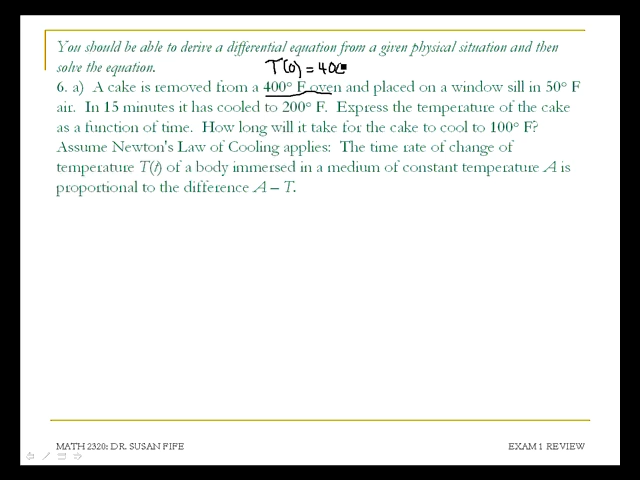 You should be able to derive a differential equation from a given physical situation and then
solve the equation.
T(0) = 400
6. a) A cake is removed from a 400° F oven and placed on a window sill in 50° F
air. In 15 minutes it has cooled to 200° F. Express the temperature of the cake
as a function of time. How long will it take for the cake to cool to 100° F?
Assume Newton's Law of Cooling applies: The time rate of change of
temperature T(t) of a body immersed in a medium of constant temperature A is
proportional to the difference A – T.
MATH 2320: DR. SUSAN FIFE
EXAM 1 REVIEW